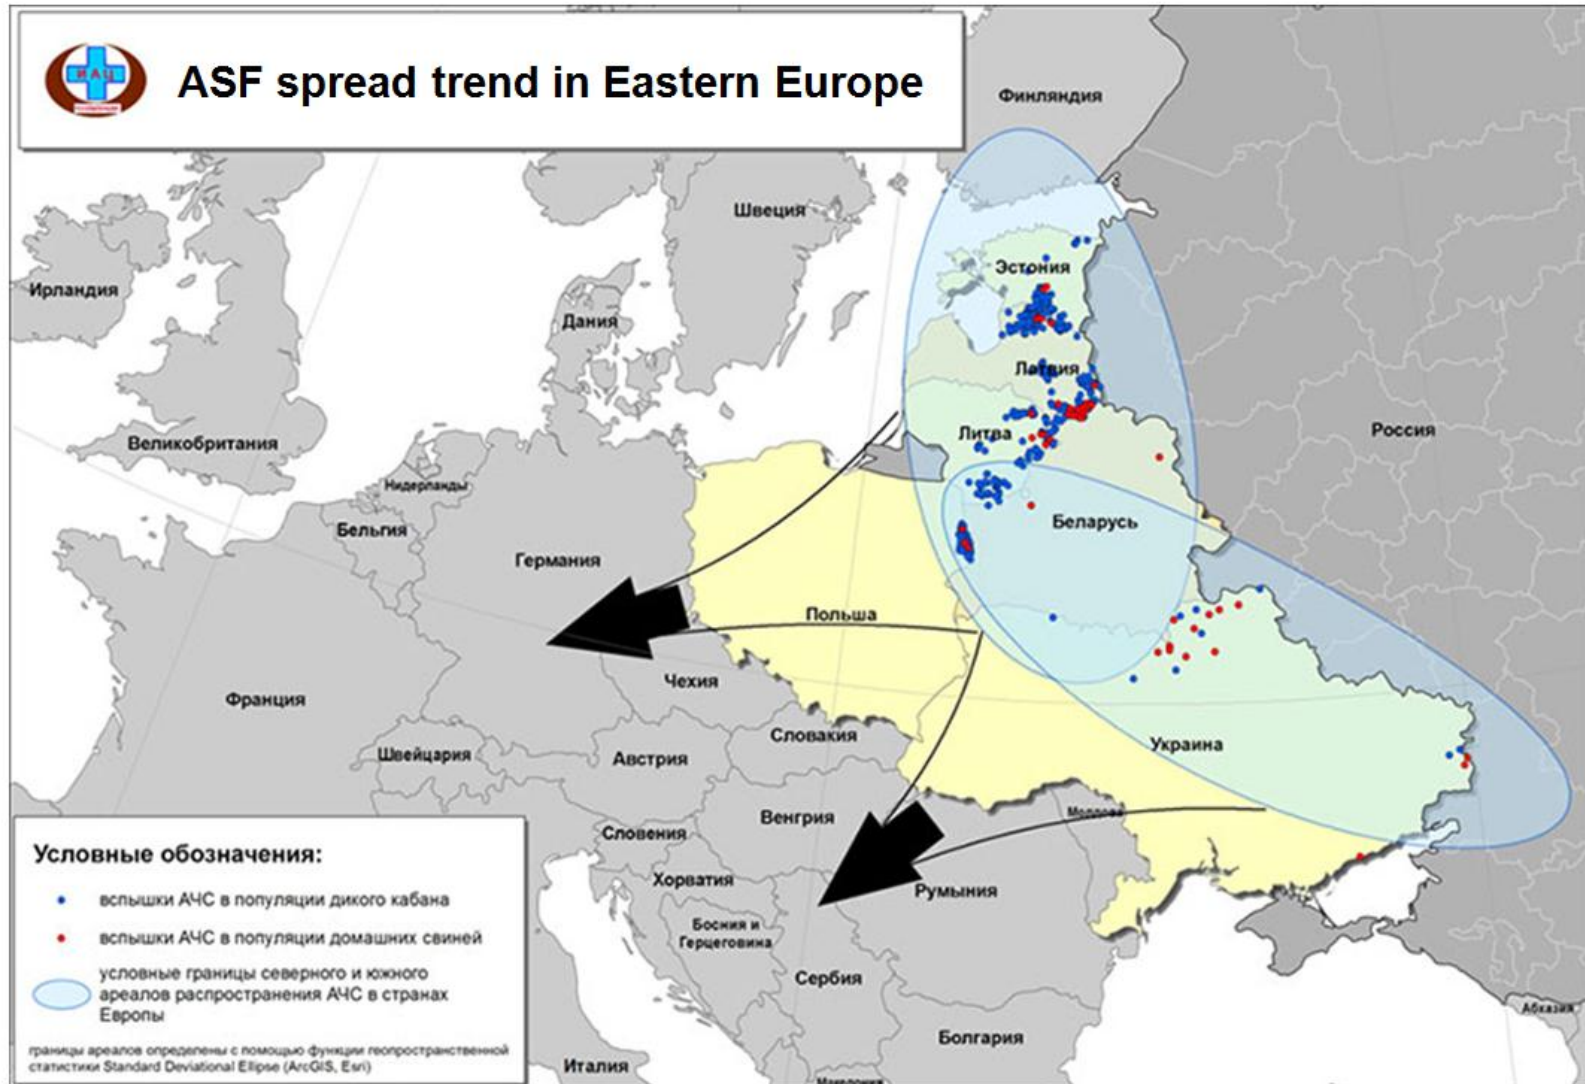 ИАЦ
ASF spread trend in Eastern Europe
Финляндия
Швеция
Эстония
Ирландия
Дания
Латвия
Россия
Великобритания
Литва
Нидерланды
Бельгия
Беларусь
Германия
Польша
Чехия
Франция
Словакия
Украина
Швейцария
Австрия
Венгрия
Молдова
Словения
Хорватия
Румыния
Босния и
Герцеговина
Сербия
Абхазия
Болгария
Италия
Македония
Условные обозначения:
вспышки АЧС в популяции дикого кабана
вспышки АЧС в популяции домашних свиней
условные границы северного и южного
ареалов распространения АЧС в странах
Европы
границы ареалов определены с помощью функции геопространственной
статистики Standard Deviational Ellipse (ArcGIS, Esri)